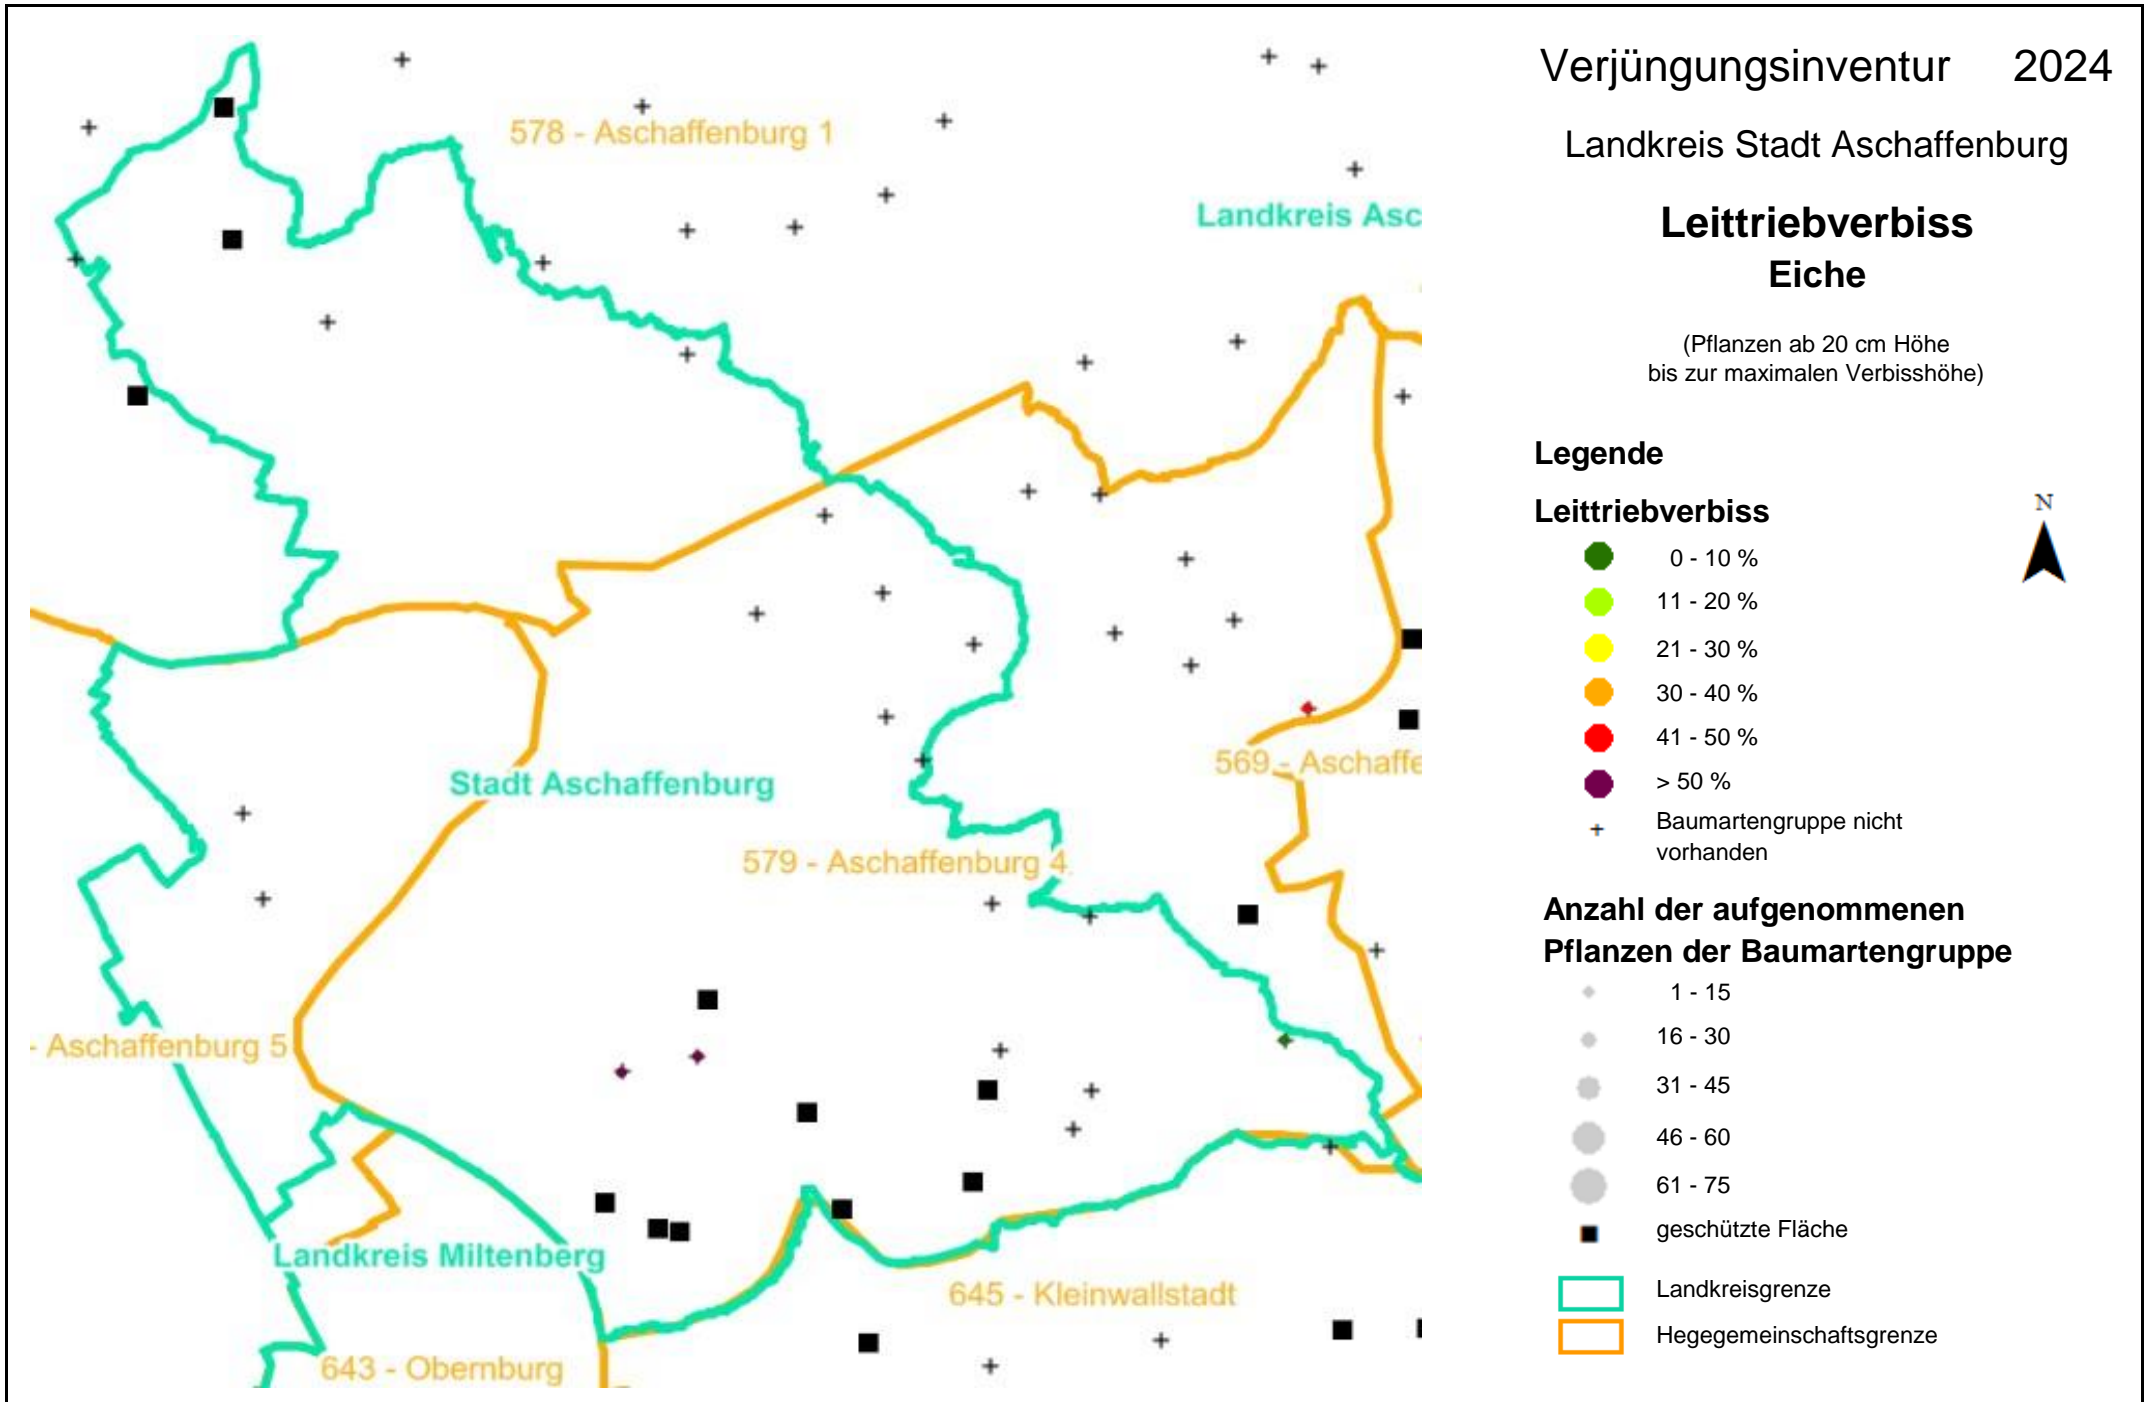 Verjüngungsinventur 2024
Landkreis Stadt Aschaffenburg
Leittriebverbiss
Eiche
(Pflanzen ab 20 cm Höhe
bis zur maximalen Verbisshöhe)
Legende
Leittriebverbiss
N
0 - 10 %
11 - 20 %
21 - 30 %
30 - 40 %
41 - 50 %
> 50 %
Baumartengruppe nicht
vorhanden
Anzahl der aufgenommenen
Pflanzen der Baumartengruppe
1 - 15
16 - 30
31 - 45
46 - 60
61 - 75
geschützte Fläche
Landkreisgrenze
Hegegemeinschaftsgrenze
578 - Aschaffenburg 1
Landkreis Asc
569 - Aschaffe
Stadt Aschaffenburg
579 - Aschaffenburg 4
- Aschaffenburg 5
Landkreis Miltenberg
645 - Kleinwallstadt
643 - Obernburg